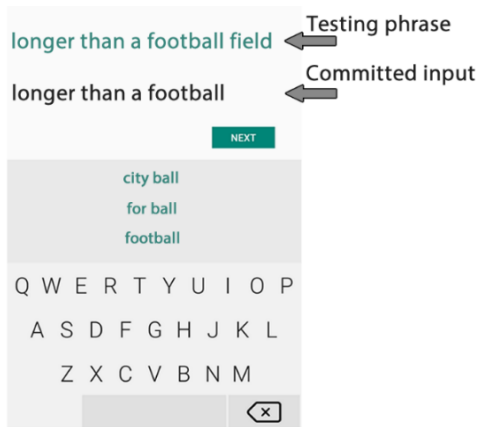 longer than a football field
Testing phrase
longer than a football
Committed input
NEXT
city ball
for ball
football
Q W E R T Y U I O P
A S D F G H J K L
Z X C V B N M